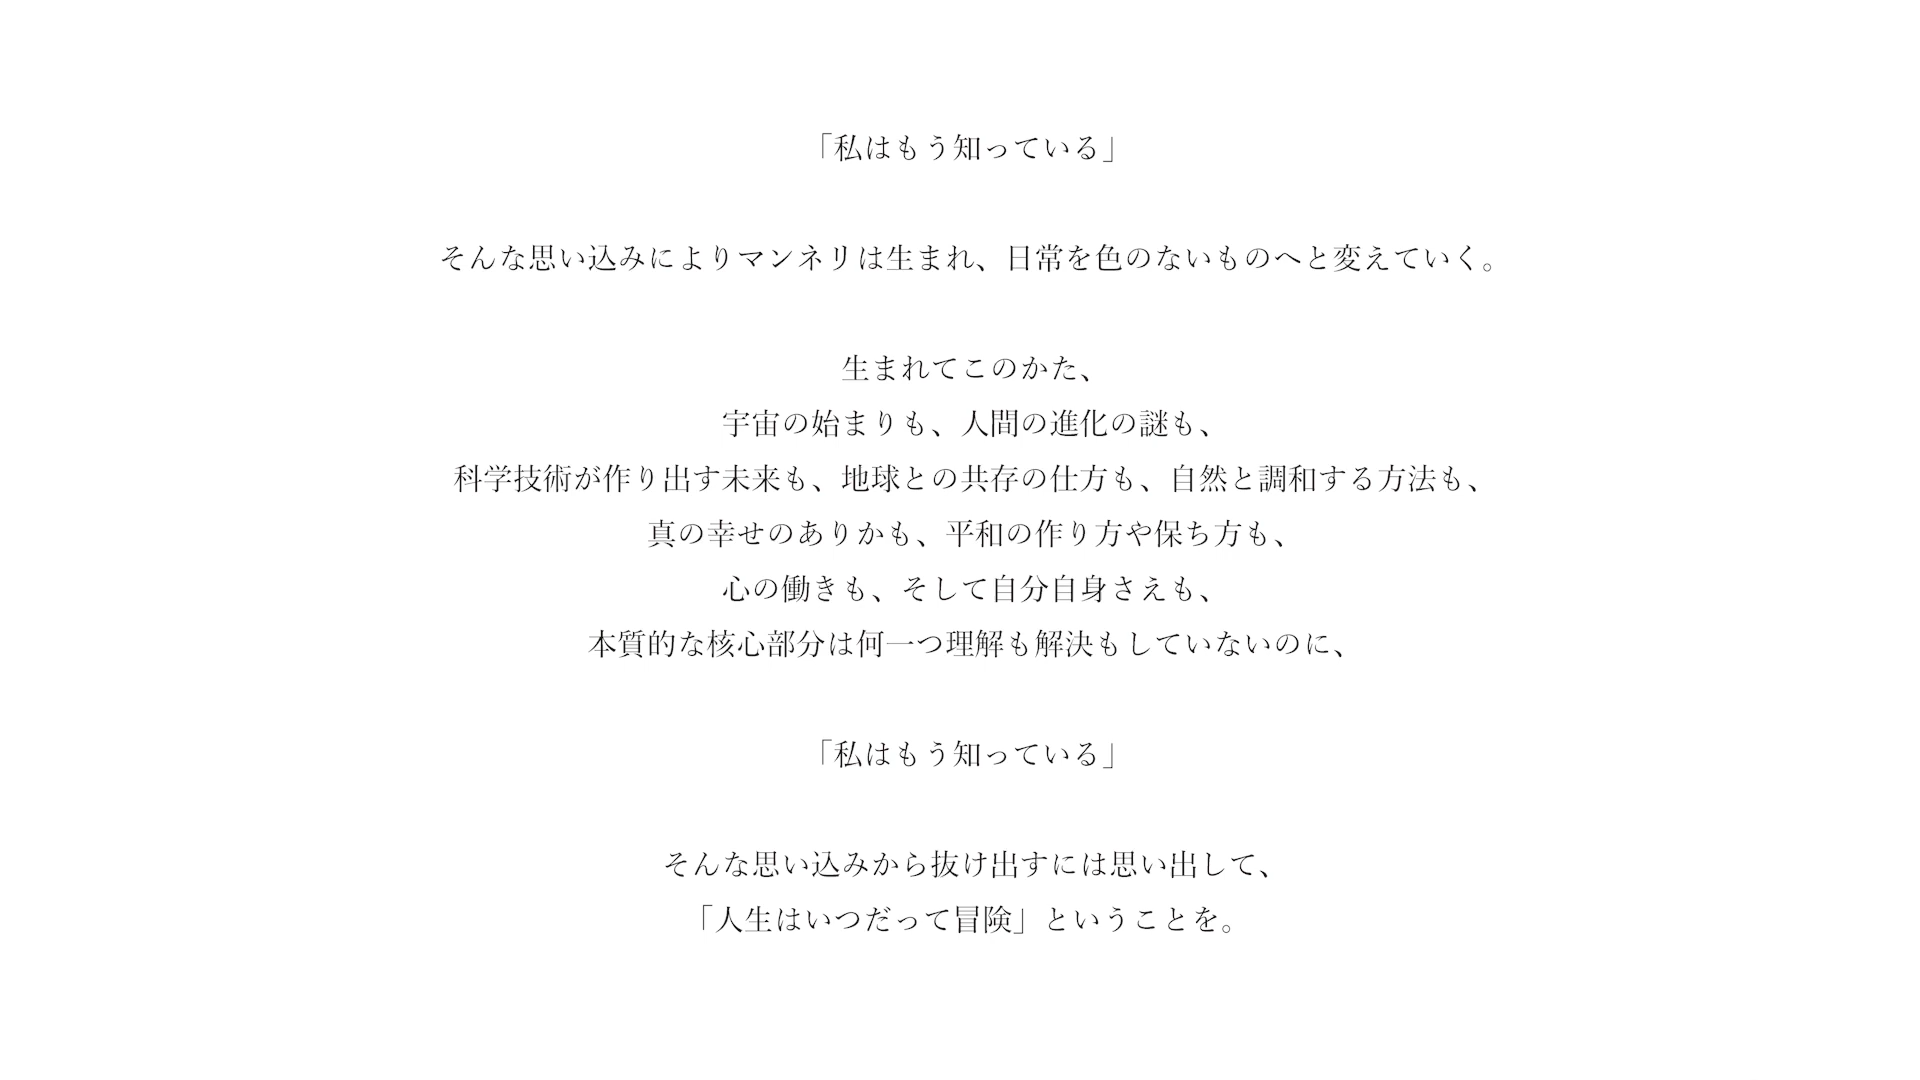 「私はもう知っている」
そんな思い込みによりマンネリは生まれ、日常を色のないものへと変えていく。
生まれてこのかた、
宇宙の始まりも、人間の進化の謎も、
科学技術が作り出す未来も、地球との共存の仕方も、自然と調和する方法も、
真の幸せのありかも、平和の作り方や保ち方も、
心の働きも、そして自分自身さえも、
本質的な核心部分は何一つ理解も解決もしていないのに、
「私はもう知っている」
そんな思い込みから抜け出すには思い出して、
「人生はいつだって冒険」ということを。